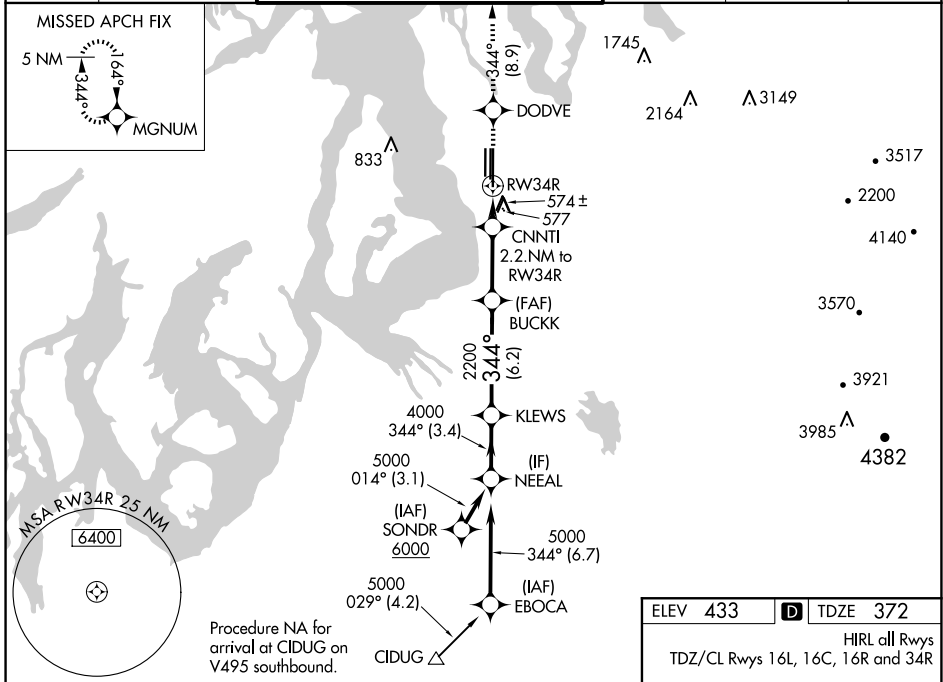 MISSED APCH FIX
5 NM
344°
164°
MGNUM
344°
(8.9)
DODVE
1745
2164
3149
833
3517
2200
4140
RW34R
574 ±
577
CNNTI
2.2.NM to
RW34R
(FAF)
BUCKK
3570
2200
344°
(6.2)
3921
3985
4382
KLEWS
4000
344° (3.4)
5000
014° (3.1)
(IF)
NEEAL
(IAF)
SONDR
6000
5000
344° (6.7)
(IAF)
EBOCA
5000
029° (4.2)
CIDUG
MSA RW34R 25 NM
6400
Procedure NA for
arrival at CIDUG on
V495 southbound.
ELEV 433 D TDZE 372
HIRL all Rwys
TDZ/CL Rwys 16L, 16C, 16R and 34R